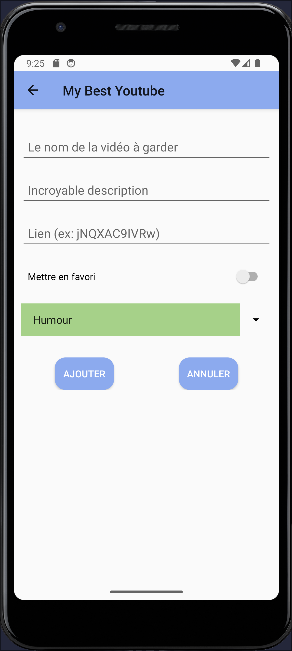 9:25
My Best Youtube
Le nom de la vidéo à garder
Incroyable description
Lien (ex: jNQXAC9IVRw)
Mettre en favori
Humour
AJOUTER ANNULER